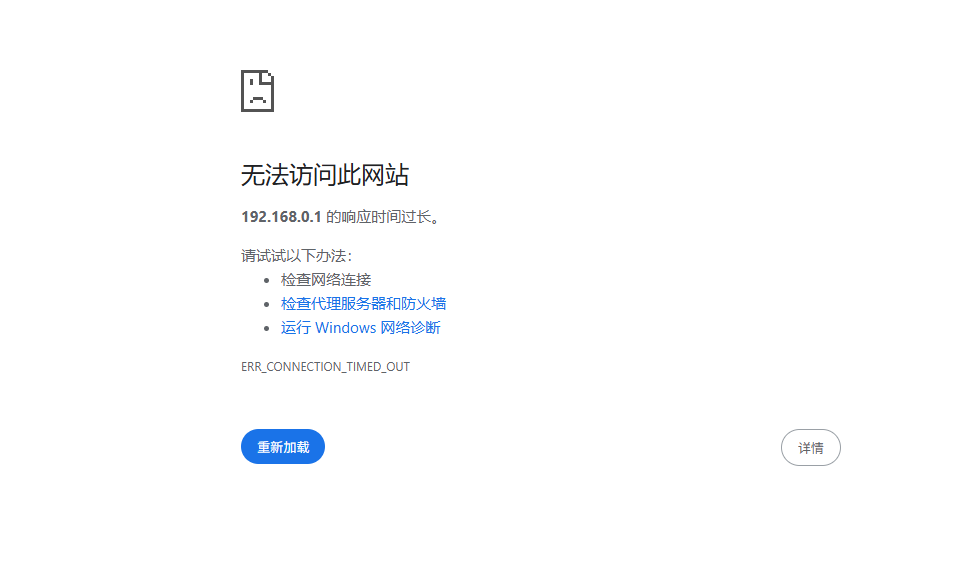 无法访问此网站
192.168.0.1 的响应时间过长。
请试试以下办法：
检查网络连接
检查代理服务器和防火墙
运行 Windows 网络诊断
ERR_CONNECTION_TIMED_OUT
重新加载
详情